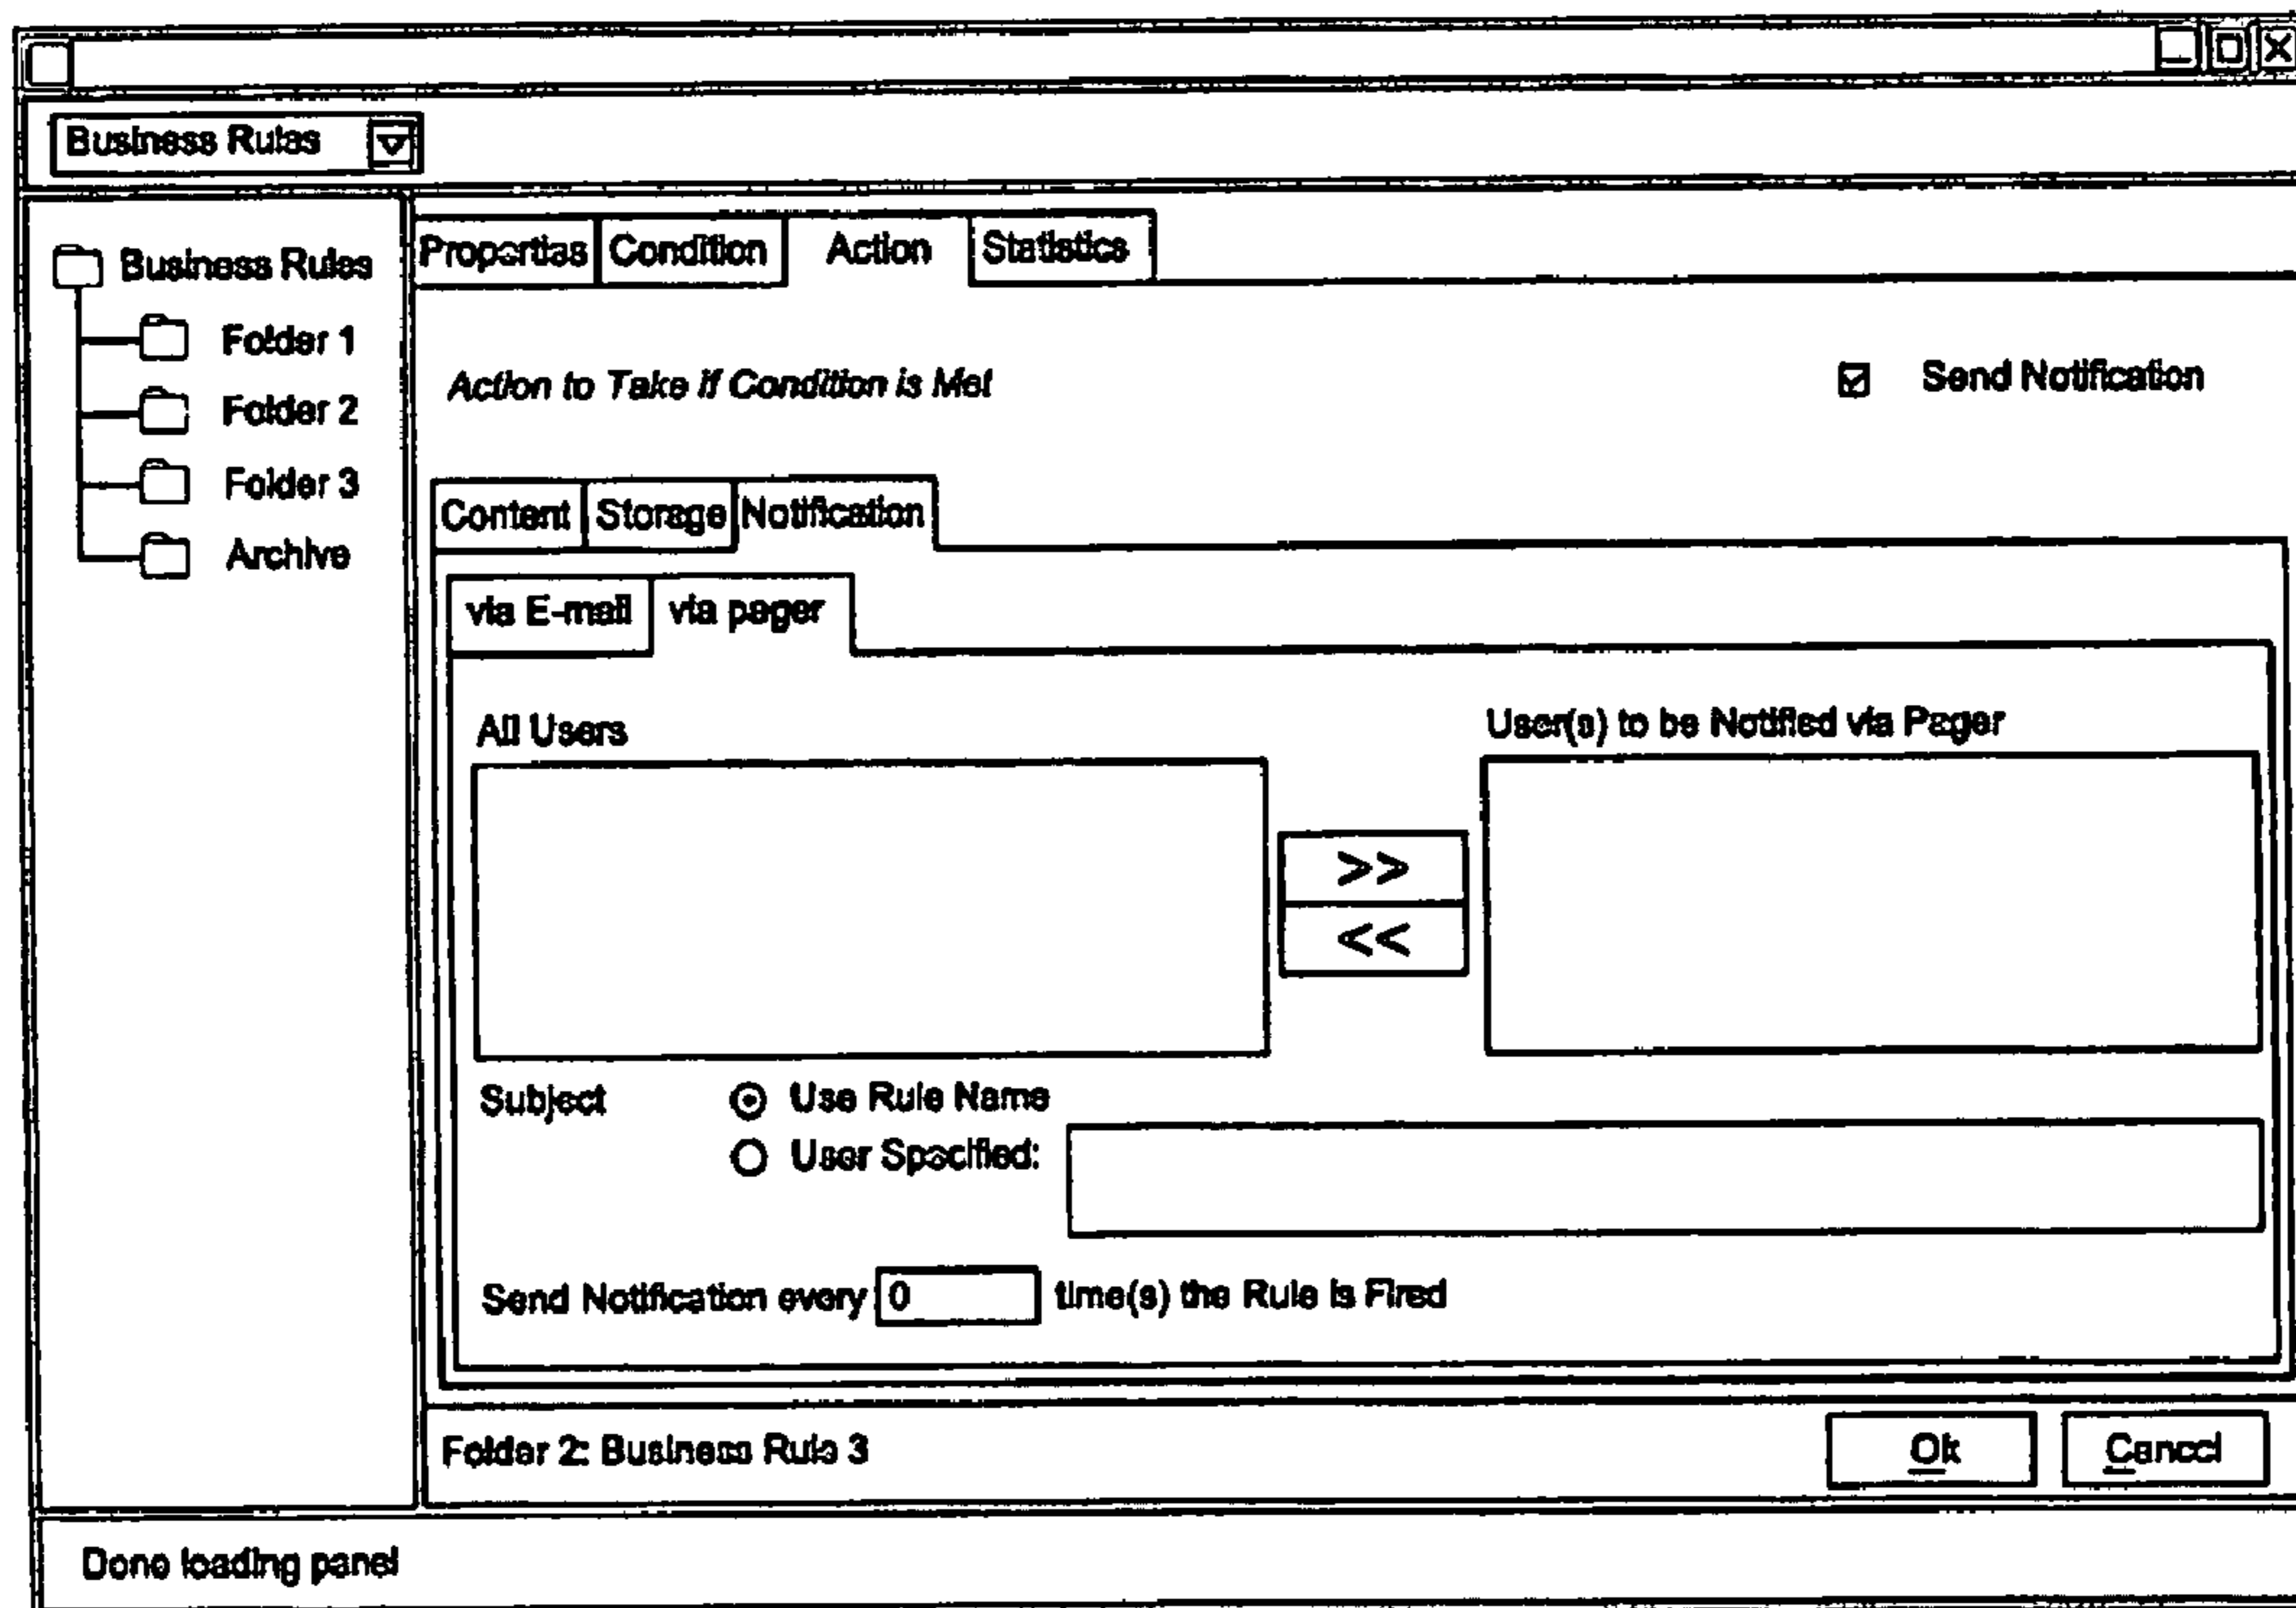 Business Rules
Business Rules
Folder 1
Folder 2
Folder 3
Archive
Properties Condition Action Statistics
Action to Take if Condition is Met
Send Notification
Content Storage Notification
via E-mail via pager
All Users
User(s) to be Notified via Pager
>>
<<
Subject
Use Rule Name
User Specified:
Send Notification every 0 time(s) the Rule is Fired
Folder 2: Business Rule 3
Ok Cancel
Done loading panel